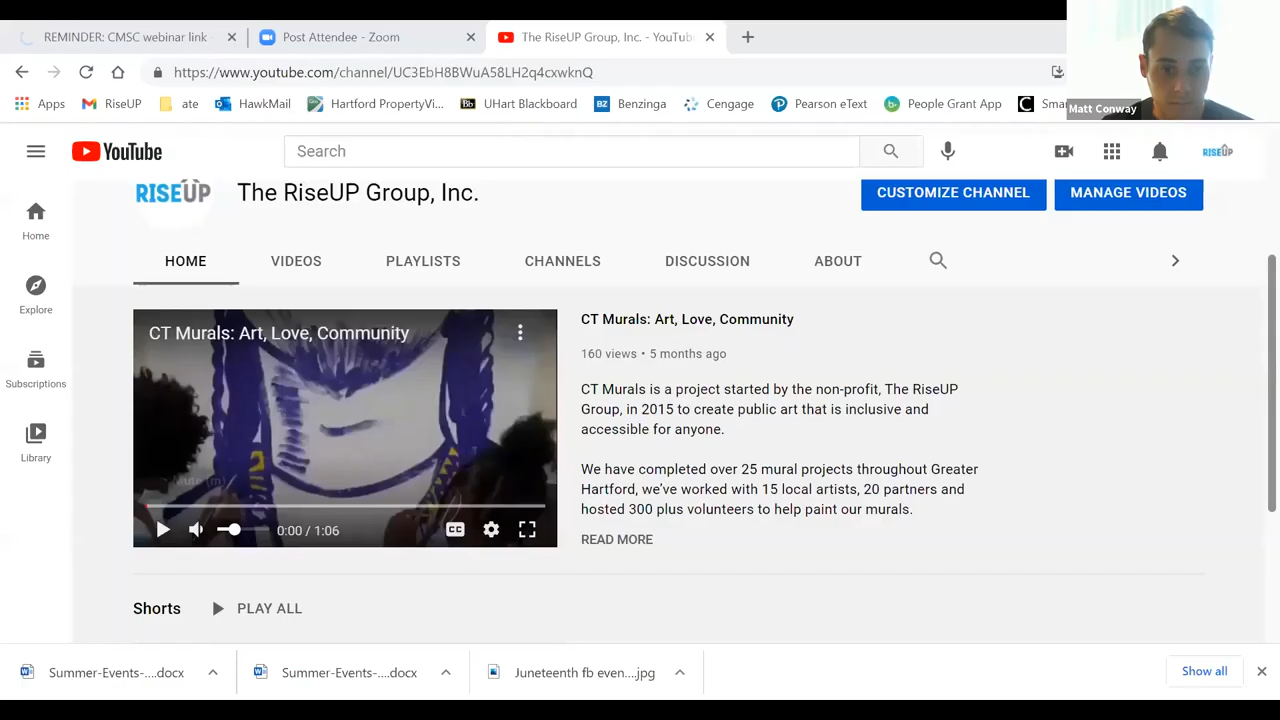 REMINDER: CMSC webinar link
Post Attendee - Zoom
The RiseUP Group, Inc. - YouTub
https://www.youtube.com/channel/UC3EbH8BWuA58LH2q4cxwknQ
Apps
RiseUP
ate
HawkMail
Hartford PropertyVi...
Bb
UHart Blackboard
BZ
Benzinga
Cengage
Pearson eText
People Grant App
C
Sma
Matt Conway
YouTube
Search
RISEUP
RISEUP
The RiseUP Group, Inc.
CUSTOMIZE CHANNEL
MANAGE VIDEOS
Home
HOME
VIDEOS
PLAYLISTS
CHANNELS
DISCUSSION
ABOUT
Explore
Subscriptions
Library
CT Murals: Art, Love, Community
Mute (m)
0:00 / 1:06
CC
CT Murals: Art, Love, Community
160 views • 5 months ago
CT Murals is a project started by the non-profit, The RiseUP
Group, in 2015 to create public art that is inclusive and
accessible for anyone.
We have completed over 25 mural projects throughout Greater
Hartford, we've worked with 15 local artists, 20 partners and
hosted 300 plus volunteers to help paint our murals.
READ MORE
Shorts
PLAY ALL
Summer-Events-....docx
Summer-Events-....docx
Juneteenth fb even....jpg
Show all